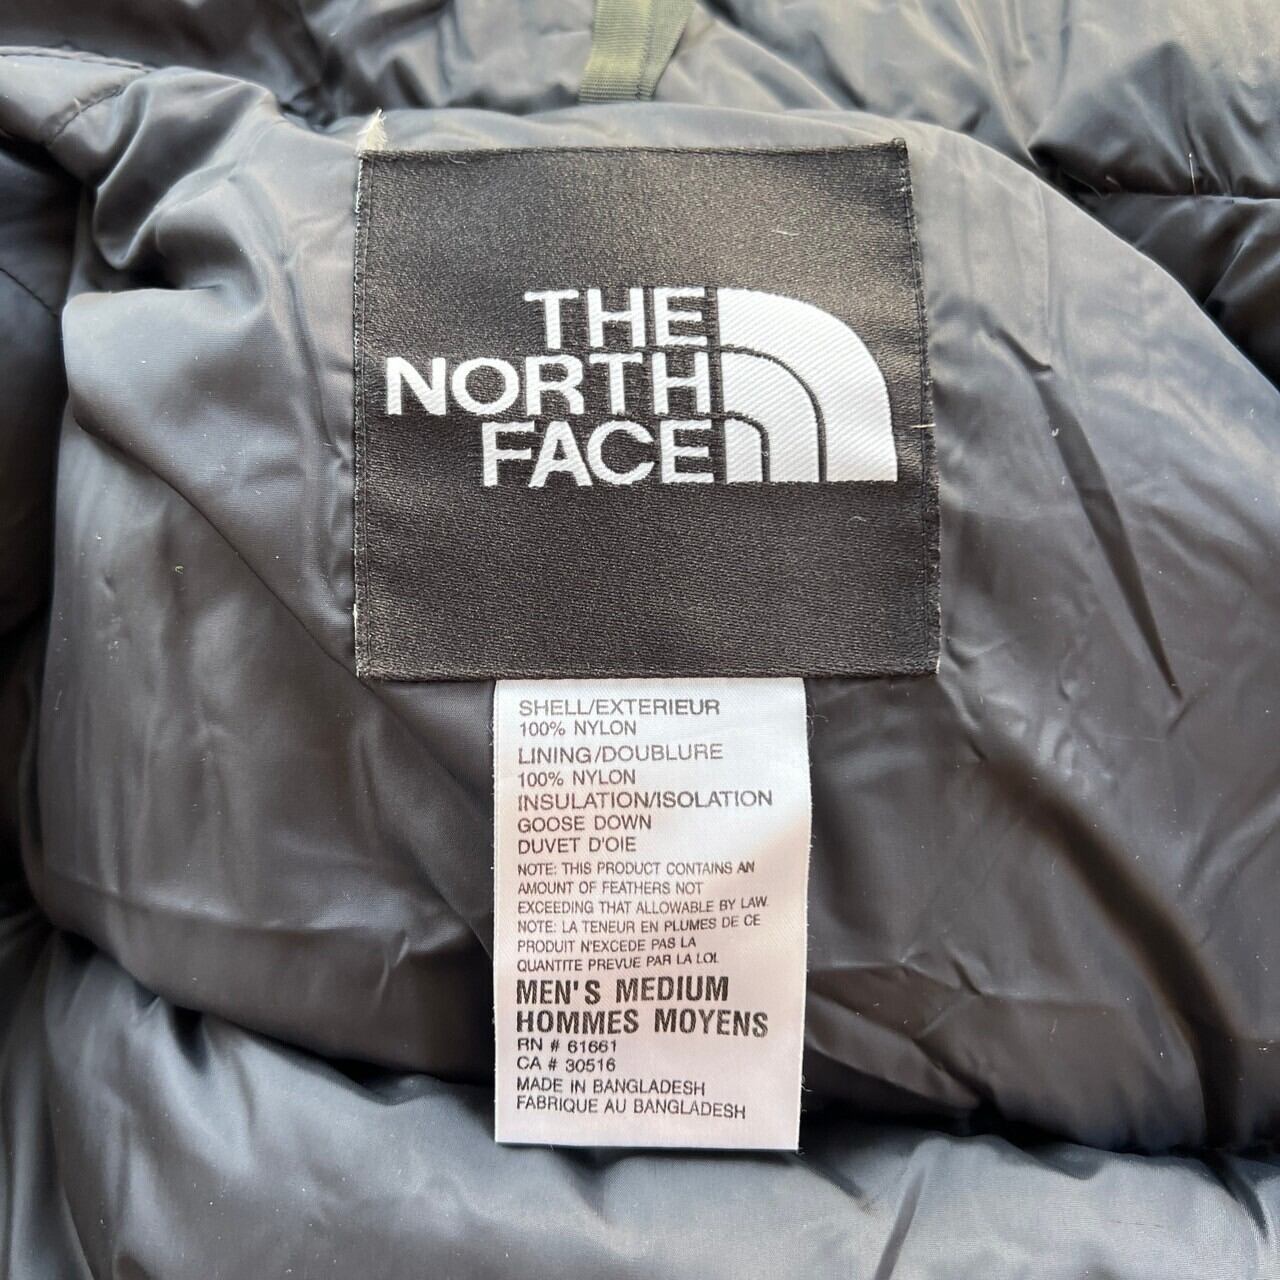 THE
NORTH
FACE
SHELL/EXTERIEUR
100% NYLON
LINING/DOUBLURE
100% NYLON
INSULATION/ISOLATION
GOOSE DOWN
DUVET D'OIE
NOTE: THIS PRODUCT CONTAINS AN
AMOUNT OF FEATHERS NOT
EXCEEDING THAT ALLOWABLE BY LAW.
NOTE: LA TENEUR EN PLUMES DE CE
PRODUIT N'EXCEDE PAS LA
QUANTITE PREVUE PAR LA LOI.
MEN'S MEDIUM
HOMMES MOYENS
RN # 61661
CA # 30516
MADE IN BANGLADESH
FABRIQUE AU BANGLADESH